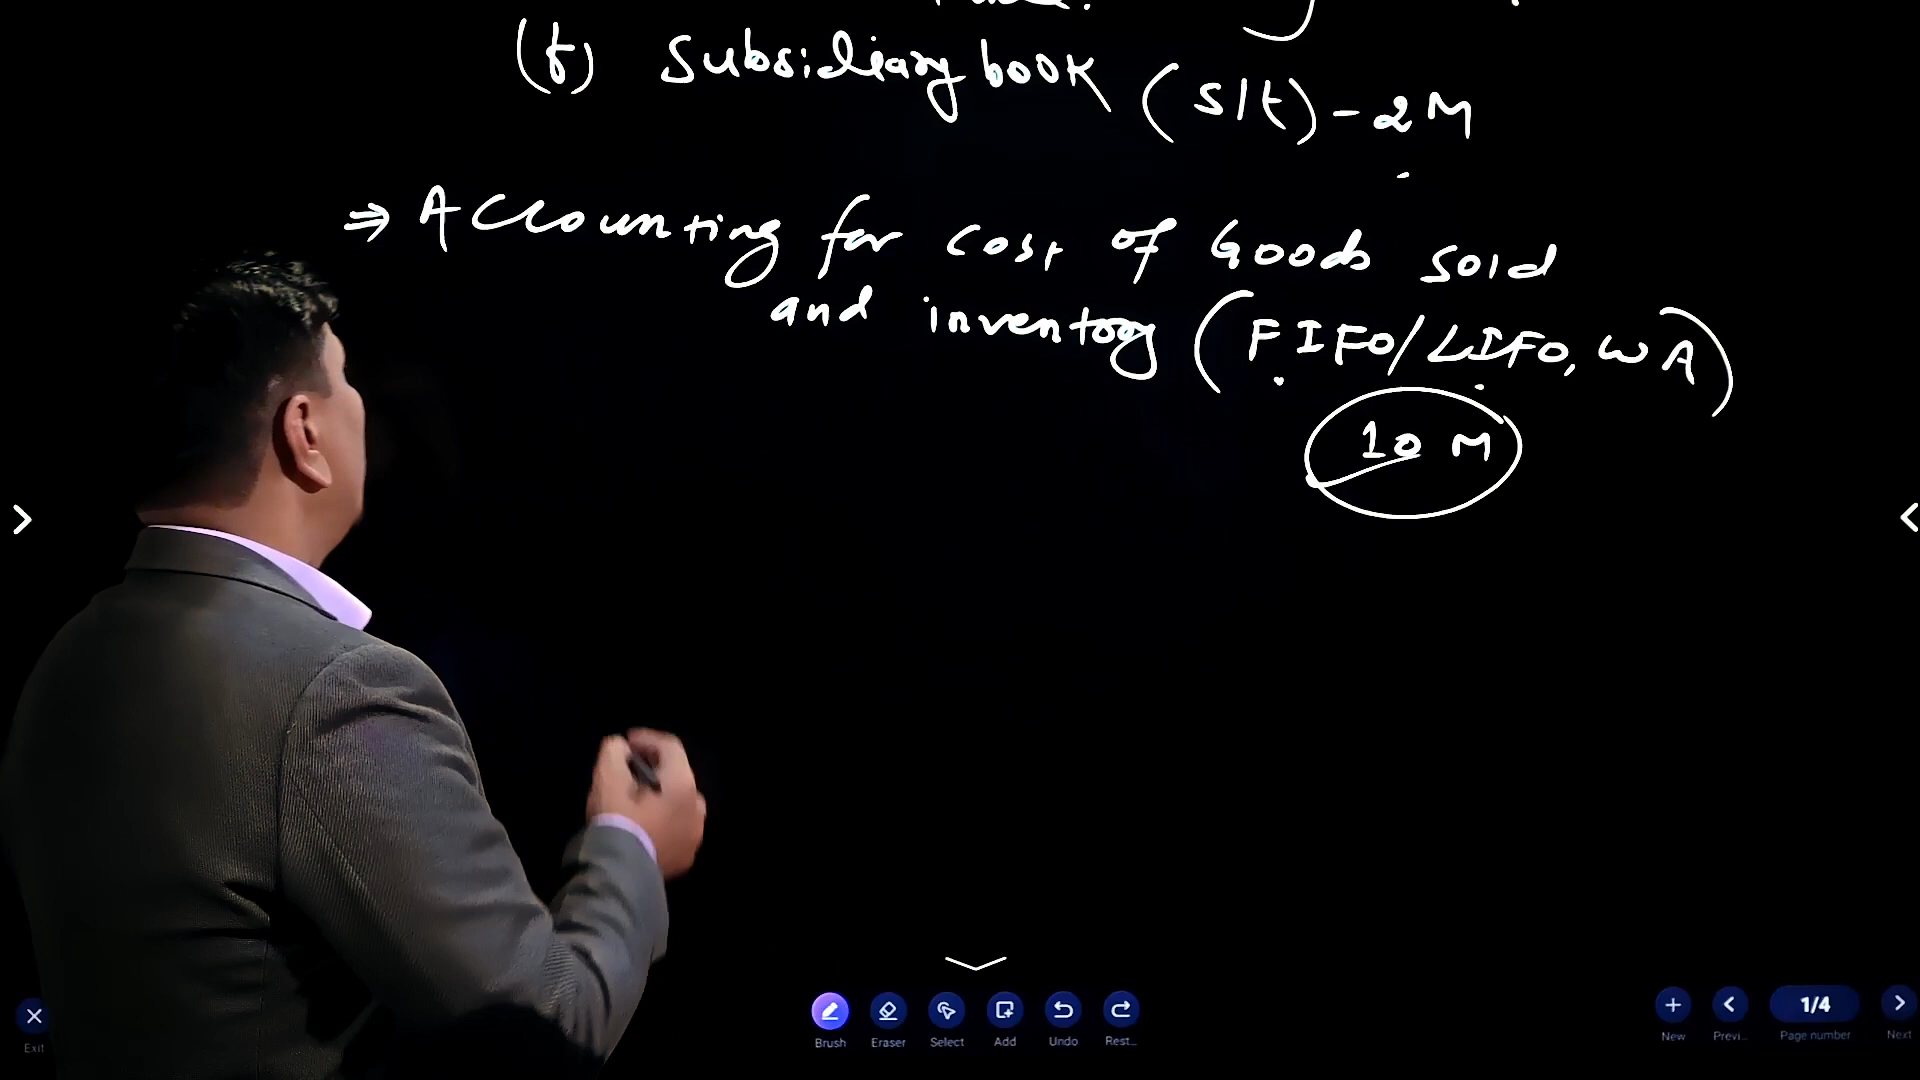 (f) Subsidiary book (S/t) - 2M
⇒ Accounting for cost of Goods sold
and inventory (FIFO/LIFO, WA)
10 M
Exit
Brush Eraser Select Add Undo Rest...
New Previ... 1/4 Page number Next